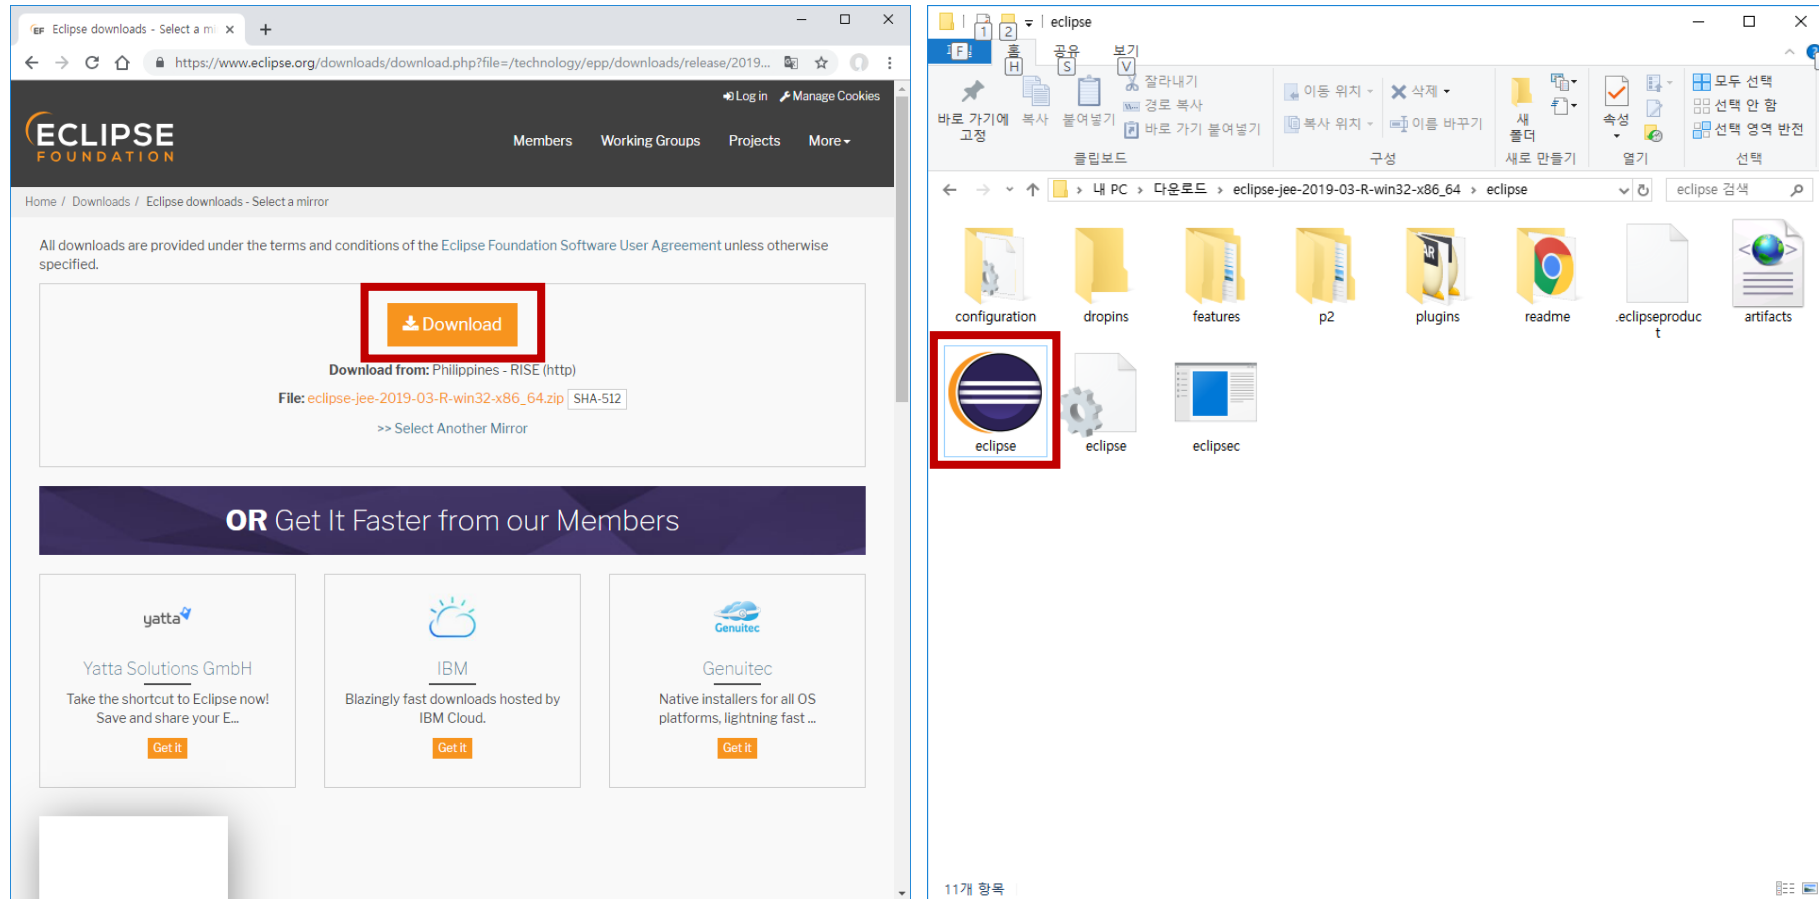 Eclipse downloads - Select a mi
https://www.eclipse.org/downloads/download.php?file=/technology/epp/downloads/release/2019...
Log in Manage Cookies
ECLIPSE
FOUNDATION
Members Working Groups Projects More
Home / Downloads / Eclipse downloads - Select a mirror
All downloads are provided under the terms and conditions of the Eclipse Foundation Software User Agreement unless otherwise
specified.
Download
Download from: Philippines - RISE (http)
File: eclipse-jee-2019-03-R-win32-x86_64.zip SHA-512
>> Select Another Mirror
OR Get It Faster from our Members
yatta
Yatta Solutions GmbH
Take the shortcut to Eclipse now!
Save and share your E...
Get it
IBM
Blazingly fast downloads hosted by
IBM Cloud.
Get it
Genuitec
Genuitec
Native installers for all OS
platforms, lightning fast ...
Get it
1 2 eclipse
F 홈 공유 보기
H S V
바로 가기에
고정
복사
붙여넣기
잘라내기
경로 복사
바로 가기 붙여넣기
클립보드
이동 위치
복사 위치
삭제
이름 바꾸기
구성
새
폴더
새로 만들기
속성
열기
모두 선택
선택 안 함
선택 영역 반전
선택
내 PC > 다운로드 > eclipse-jee-2019-03-R-win32-x86_64 > eclipse
eclipse 검색
configuration dropins features p2 plugins readme .eclipseproduc
t
artifacts
eclipse eclipse eclipsec
11개 항목